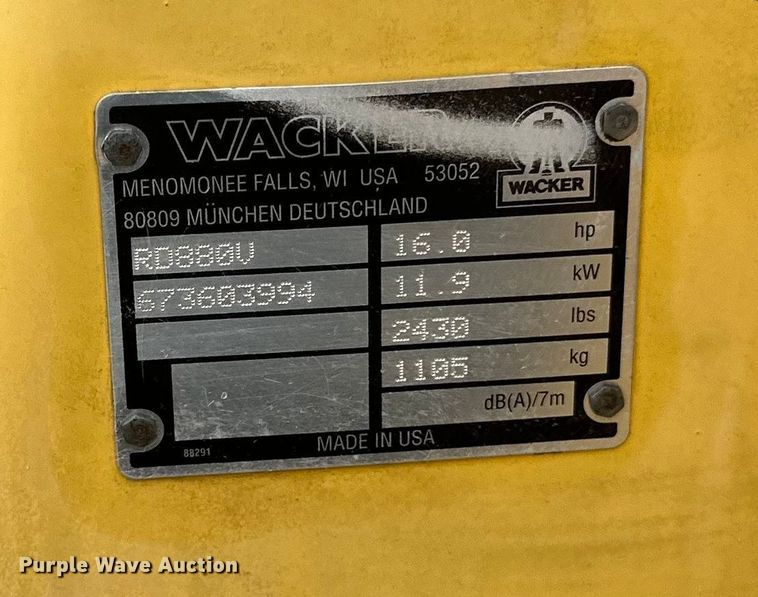 WACKER
WACKER
MENOMONEE FALLS, WI USA 53052
80809 MÜNCHEN DEUTSCHLAND
RD880V
673603994
16.0 hp
11.9 kW
2430 lbs
1105 kg
dB(A)/7m
88291
MADE IN USA
Purple Wave Auction